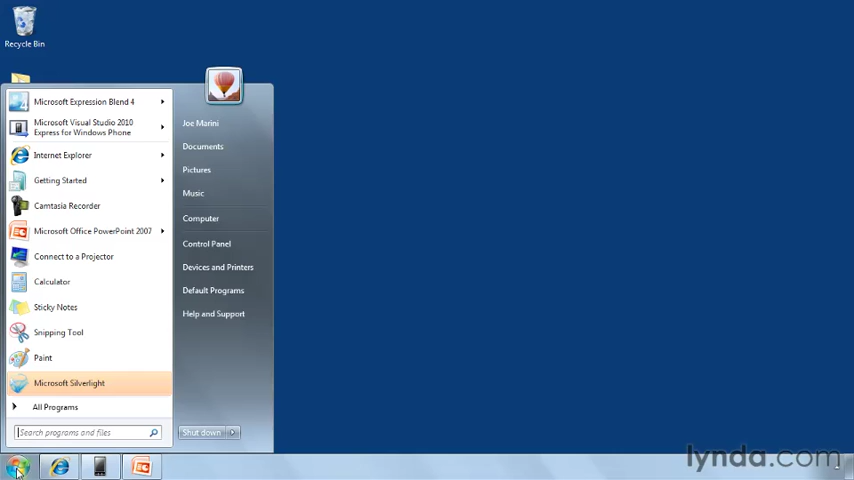 Recycle Bin
Microsoft Expression Blend 4
Microsoft Visual Studio 2010
Express for Windows Phone
Internet Explorer
Getting Started
Camtasia Recorder
Microsoft Office PowerPoint 2007
Connect to a Projector
Calculator
Sticky Notes
Snipping Tool
Paint
Microsoft Silverlight
All Programs
Search programs and files
Joe Marini
Documents
Pictures
Music
Computer
Control Panel
Devices and Printers
Default Programs
Help and Support
Shut down
lynda.com